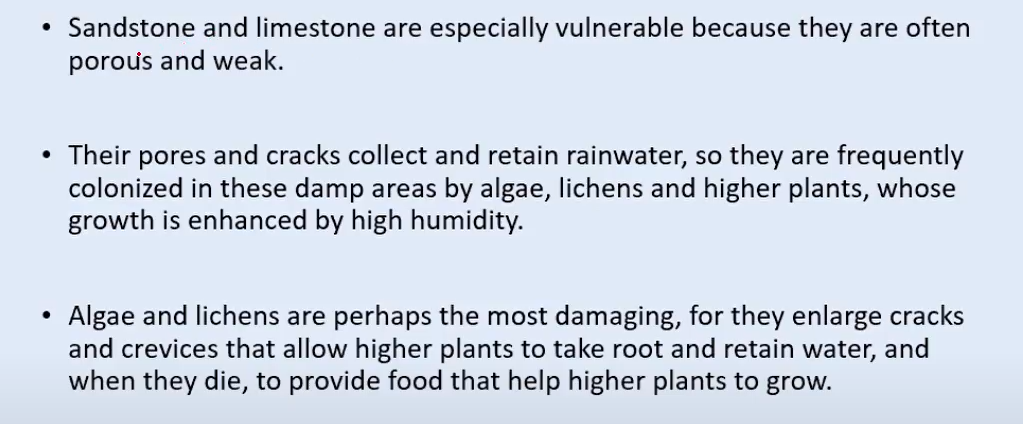 • Sandstone and limestone are especially vulnerable because they are often
porous and weak.
• Their pores and cracks collect and retain rainwater, so they are frequently
colonized in these damp areas by algae, lichens and higher plants, whose
growth is enhanced by high humidity.
• Algae and lichens are perhaps the most damaging, for they enlarge cracks
and crevices that allow higher plants to take root and retain water, and
when they die, to provide food that help higher plants to grow.